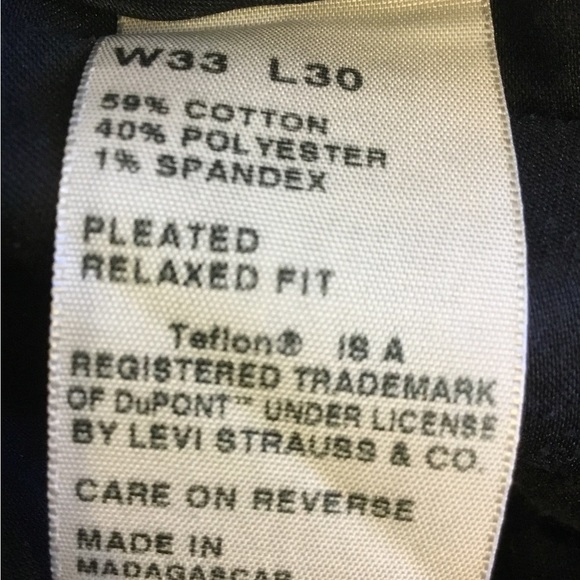 W33 L30
59% COTTON
40% POLYESTER
1% SPANDEX
PLEATED
RELAXED FIT
Teflon® IS A
REGISTERED TRADEMARK
OF DuPONT™ UNDER LICENSE
BY LEVI STRAUSS & CO.
CARE ON REVERSE
MADE IN
MADAGASCAR